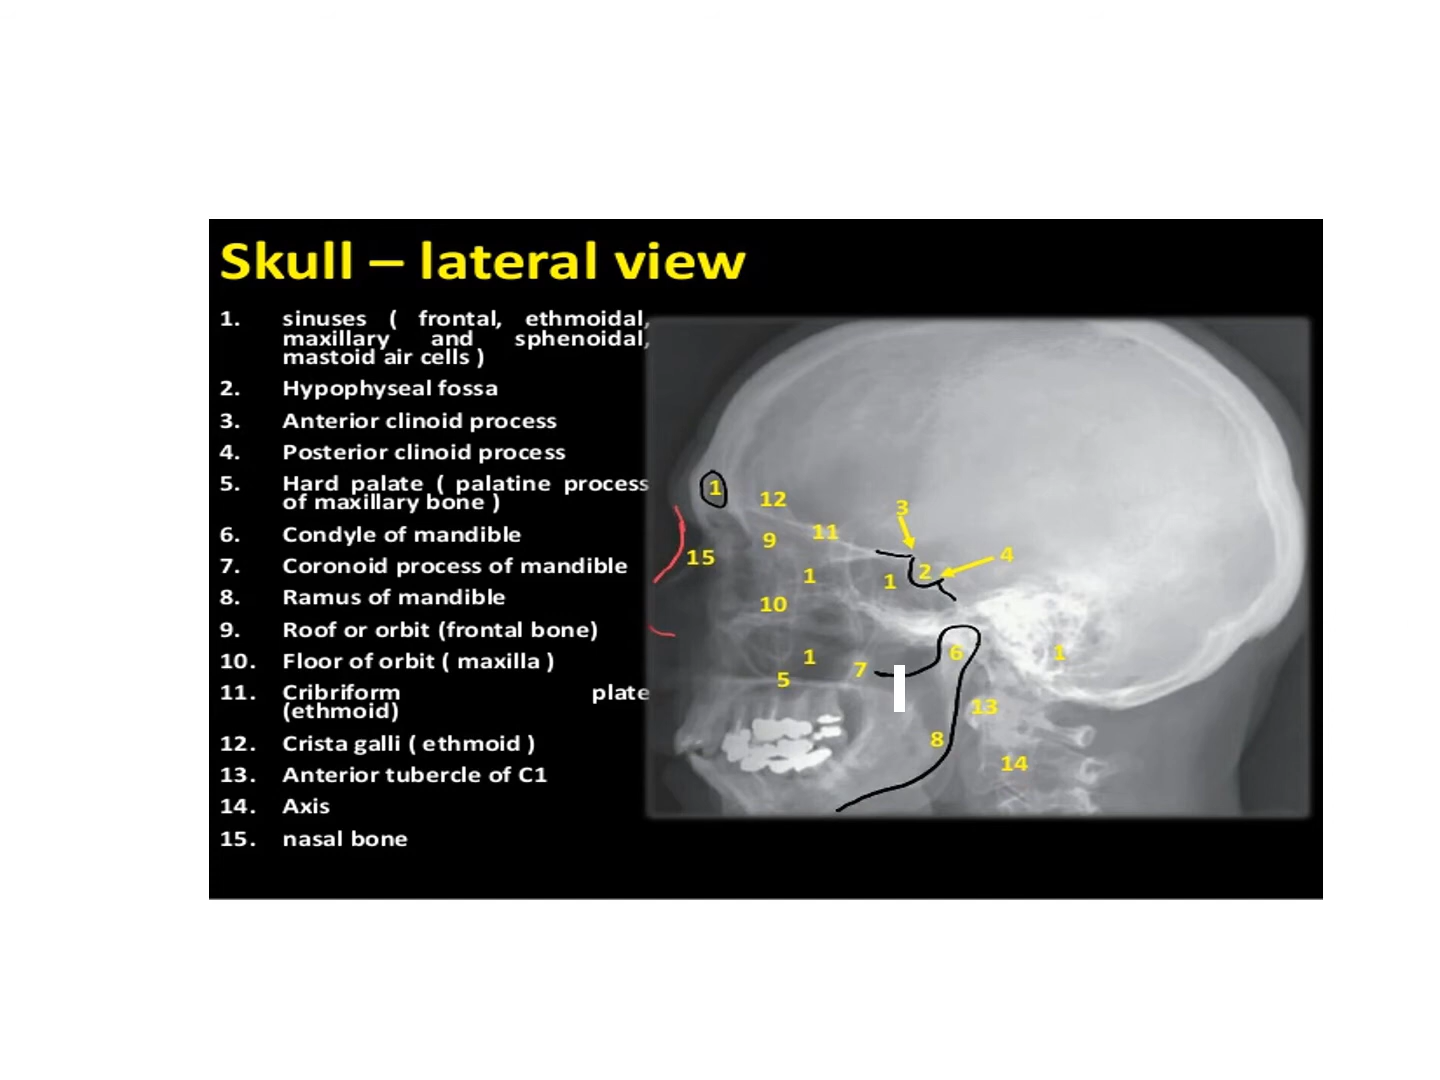 Skull – lateral view
1. sinuses ( frontal, ethmoidal,
maxillary and sphenoidal,
mastoid air cells )
2. Hypophyseal fossa
3. Anterior clinoid process
4. Posterior clinoid process
5. Hard palate ( palatine process
of maxillary bone )
6. Condyle of mandible
7. Coronoid process of mandible
8. Ramus of mandible
9. Roof or orbit (frontal bone)
10. Floor of orbit ( maxilla )
11. Cribriform plate
(ethmoid)
12. Crista galli ( ethmoid )
13. Anterior tubercle of C1
14. Axis
15. nasal bone
1
12
3
11
9
4
15
2
1
1
10
6
1
1
7
5
13
8
14